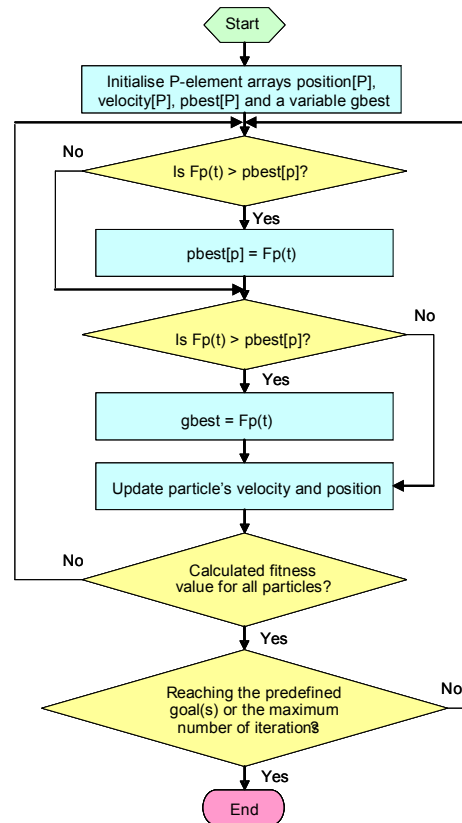 Start
Initialise P-element arrays position[P],
velocity[P], pbest[P] and a variable gbest
No
Is Fp(t) > pbest[p]?
Yes
pbest[p] = Fp(t)
Is Fp(t) > pbest[p]?
No
Yes
gbest = Fp(t)
Update particle's velocity and position
No
Calculated fitness
value for all particles?
Yes
Reaching the predefined
goal(s) or the maximum
number of iterations?
No
Yes
End